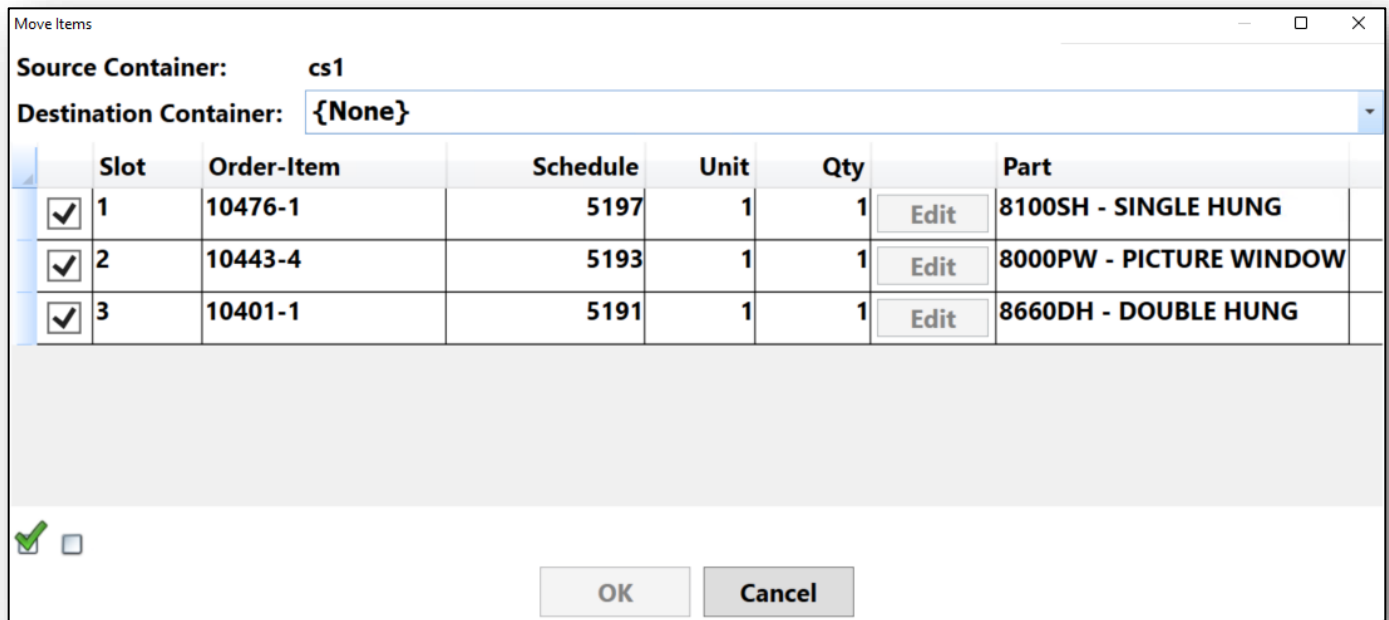 Move Items
Source Container: cs1
Destination Container: {None}
Slot Order-Item Schedule Unit Qty Part
1 10476-1 5197 1 1 Edit 8100SH - SINGLE HUNG
2 10443-4 5193 1 1 Edit 8000PW - PICTURE WINDOW
3 10401-1 5191 1 1 Edit 8660DH - DOUBLE HUNG
OK Cancel